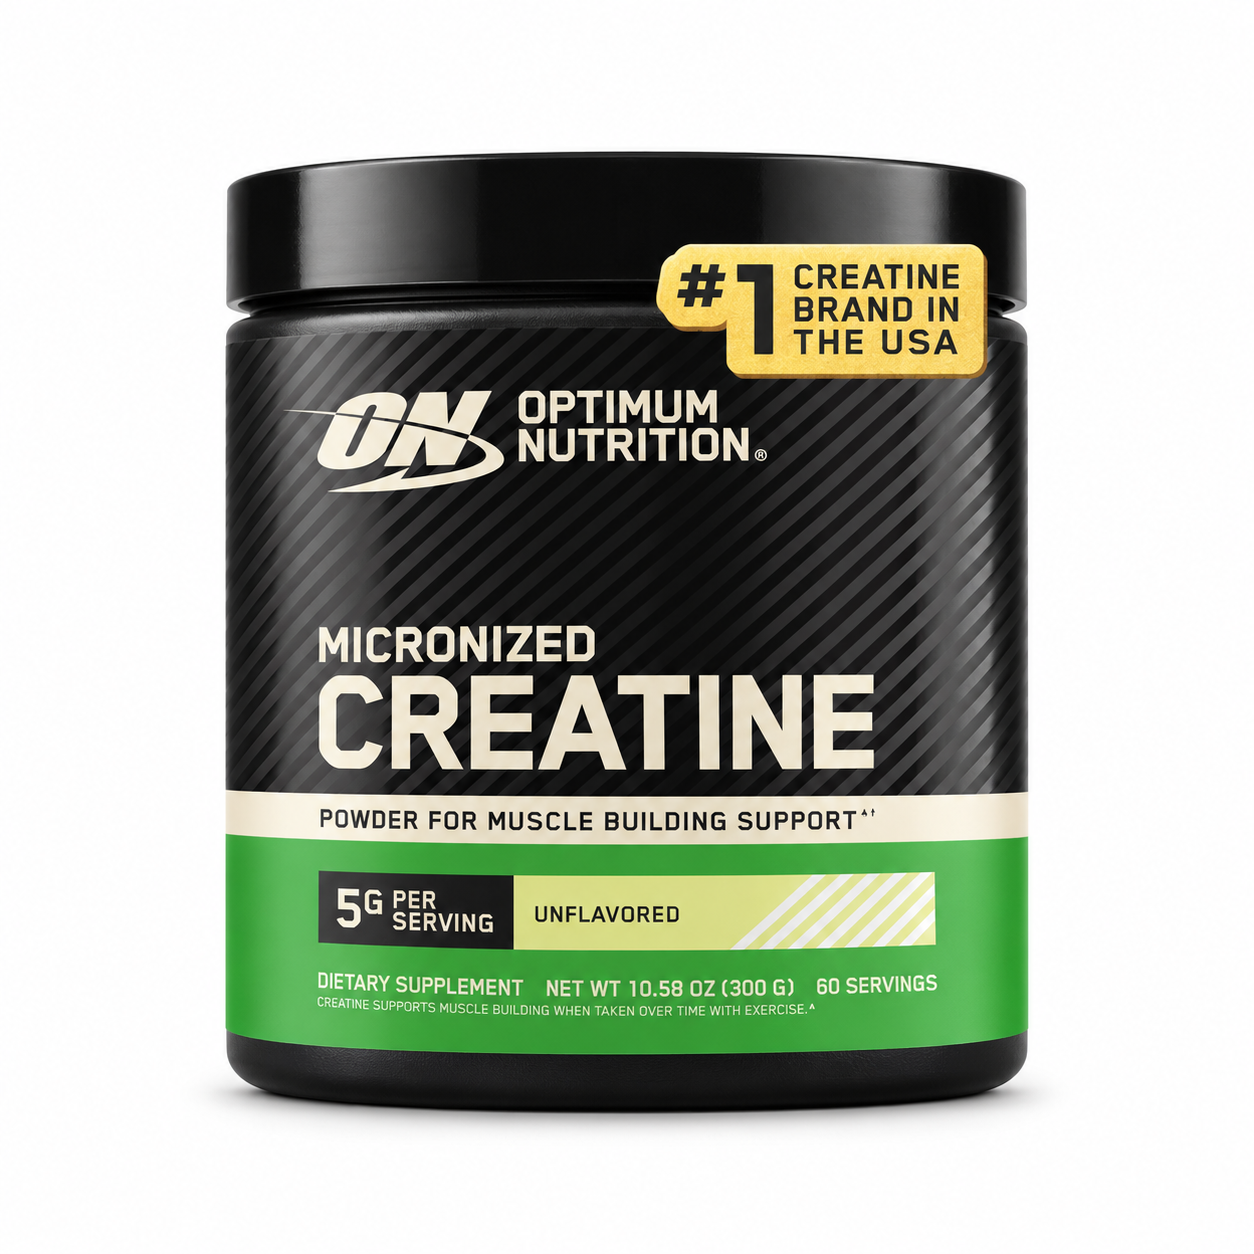 #1 CREATINE
BRAND IN
THE USA
ON OPTIMUM
NUTRITION®
MICRONIZED
CREATINE
POWDER FOR MUSCLE BUILDING SUPPORT^†
5G PER
SERVING
UNFLAVORED
DIETARY SUPPLEMENT NET WT 10.58 OZ (300 G) 60 SERVINGS
CREATINE SUPPORTS MUSCLE BUILDING WHEN TAKEN OVER TIME WITH EXERCISE.^